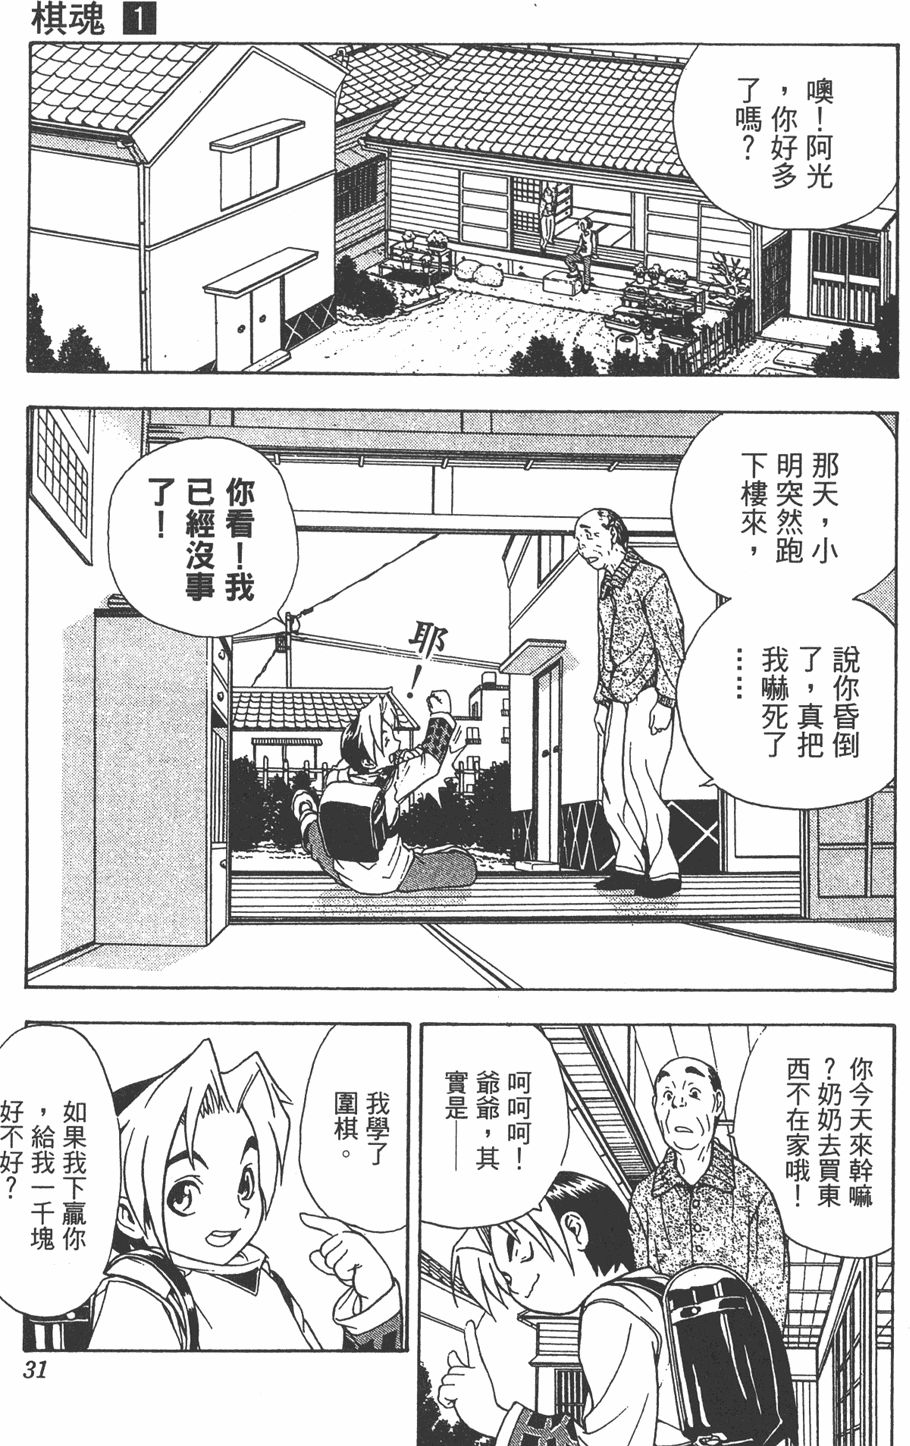 棋魂 1
噢！阿光
，你好多
了嗎？
那天，小
明突然跑
下樓來，
說你昏倒
了，真把
我嚇死了
……
你看！我
已經沒事
了！
耶！
你今天來幹嘛
？奶奶去買東
西不在家哦！
呵呵呵！
爺爺，其
實是──
我學了
圍棋。
如果我下贏你
，給我一千塊
好不好？
31